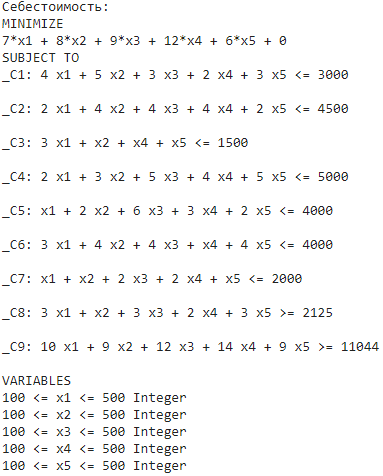 Себестоимость:
MINIMIZE
7*x1 + 8*x2 + 9*x3 + 12*x4 + 6*x5 + 0
SUBJECT TO
_C1: 4 x1 + 5 x2 + 3 x3 + 2 x4 + 3 x5 <= 3000
_C2: 2 x1 + 4 x2 + 4 x3 + 4 x4 + 2 x5 <= 4500
_C3: 3 x1 + x2 + x4 + x5 <= 1500
_C4: 2 x1 + 3 x2 + 5 x3 + 4 x4 + 5 x5 <= 5000
_C5: x1 + 2 x2 + 6 x3 + 3 x4 + 2 x5 <= 4000
_C6: 3 x1 + 4 x2 + 4 x3 + x4 + 4 x5 <= 4000
_C7: x1 + x2 + 2 x3 + 2 x4 + x5 <= 2000
_C8: 3 x1 + x2 + 3 x3 + 2 x4 + 3 x5 >= 2125
_C9: 10 x1 + 9 x2 + 12 x3 + 14 x4 + 9 x5 >= 11044
VARIABLES
100 <= x1 <= 500 Integer
100 <= x2 <= 500 Integer
100 <= x3 <= 500 Integer
100 <= x4 <= 500 Integer
100 <= x5 <= 500 Integer